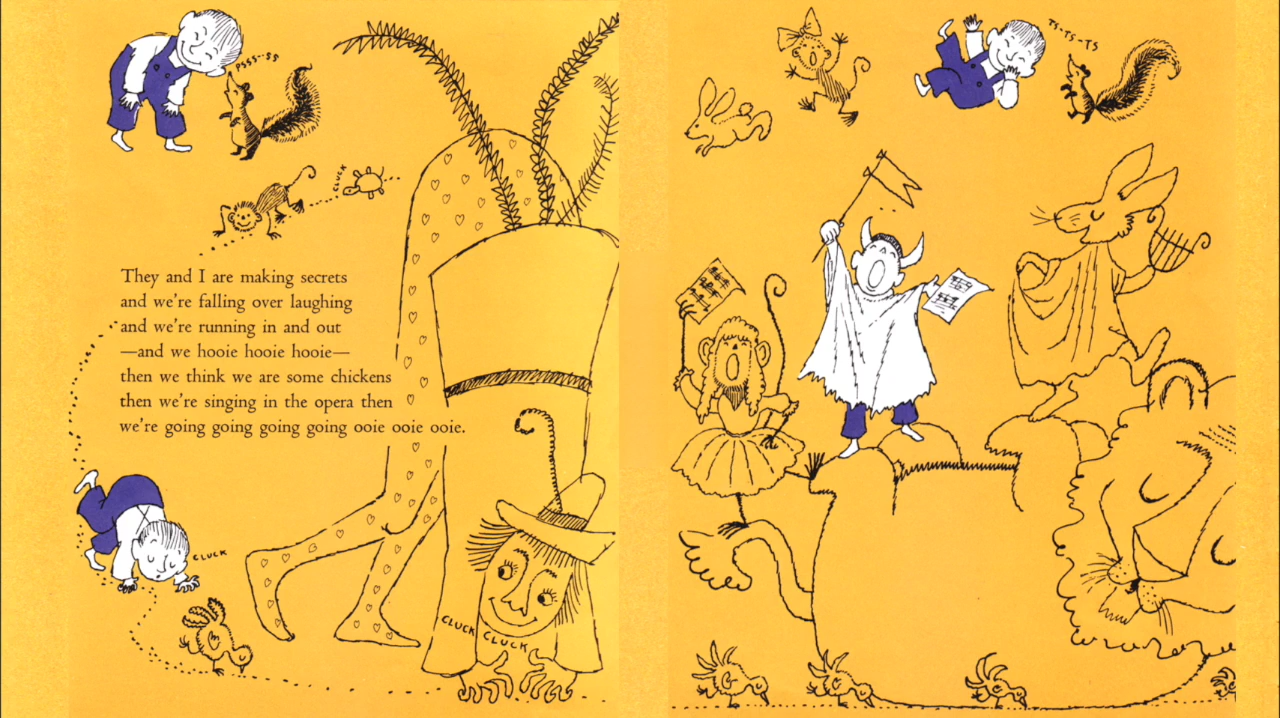 PSSS-SS
CLUCK
They and I are making secrets
and we're falling over laughing
and we're running in and out
—and we hooie hooie hooie—
then we think we are some chickens
then we're singing in the opera then
we're going going going going ooie ooie ooie.
CLUCK
CLUCK CLUCK
TS-TS-TS